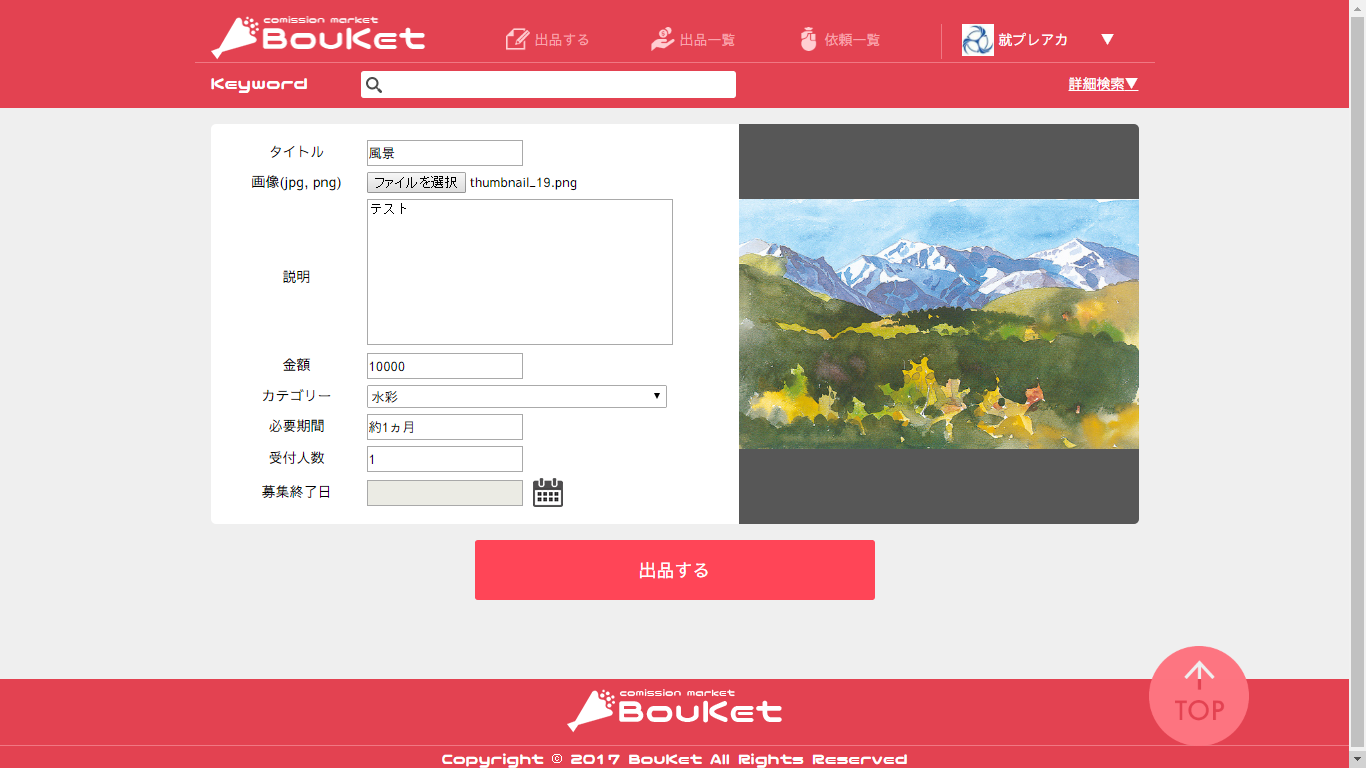 comission market
BouKet
出品する
出品一覧
依頼一覧
就プレアカ
▼
Keyword
詳細検索▼
タイトル
風景
画像(jpg, png)
ファイルを選択 thumbnail_19.png
説明
テスト
金額
10000
カテゴリー
水彩
必要期間
約1ヵ月
受付人数
1
募集終了日
出品する
TOP
comission market
BouKet
Copyright © 2017 BouKet All Rights Reserved